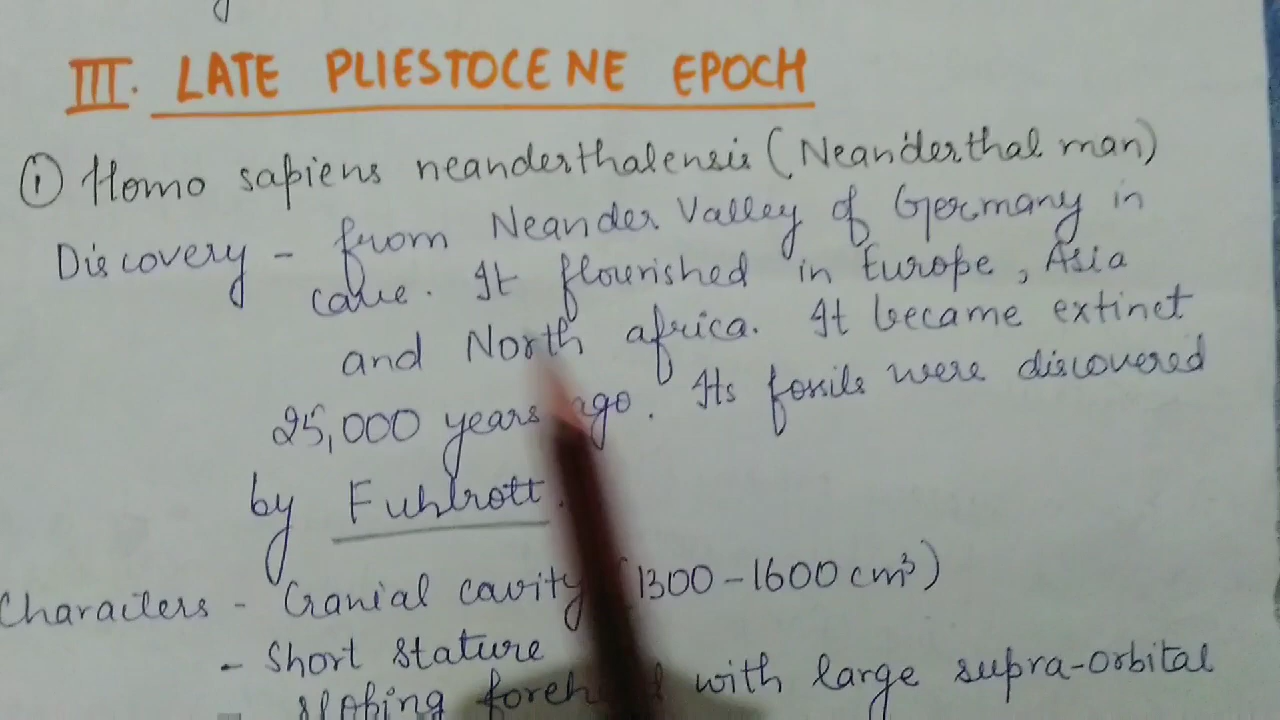 III. LATE PLIESTOCENE EPOCH
① Homo sapiens neanderthalensis (Neanderthal man)
Discovery - from Neander Valley of Germany in
cave. It flourished in Europe, Asia
and North africa. It became extinct
25,000 years ago. Its fossils were discovered
by Fuhlrott.
Characters - Cranial cavity (1300-1600 cm³)
- Short stature
sloping with large supra-orbital